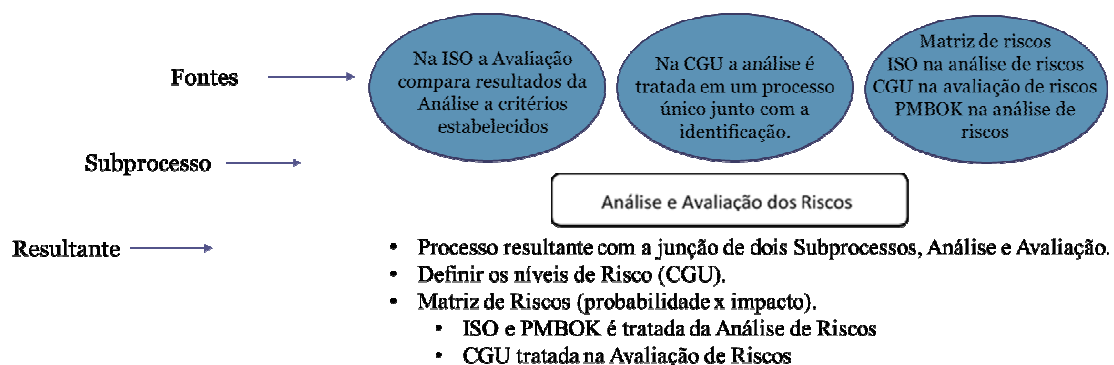 Fontes
Na ISO a Avaliação
compara resultados da
Análise a critérios
estabelecidos
Na CGU a análise é
tratada em um processo
único junto com a
identificação.
Matriz de riscos
ISO na análise de riscos
CGU na avaliação de riscos
PMBOK na análise de
riscos
Subprocesso
Análise e Avaliação dos Riscos
Resultante
• Processo resultante com a junção de dois Subprocessos, Análise e Avaliação.
• Definir os níveis de Risco (CGU).
• Matriz de Riscos (probabilidade x impacto).
• ISO e PMBOK é tratada da Análise de Riscos
• CGU tratada na Avaliação de Riscos